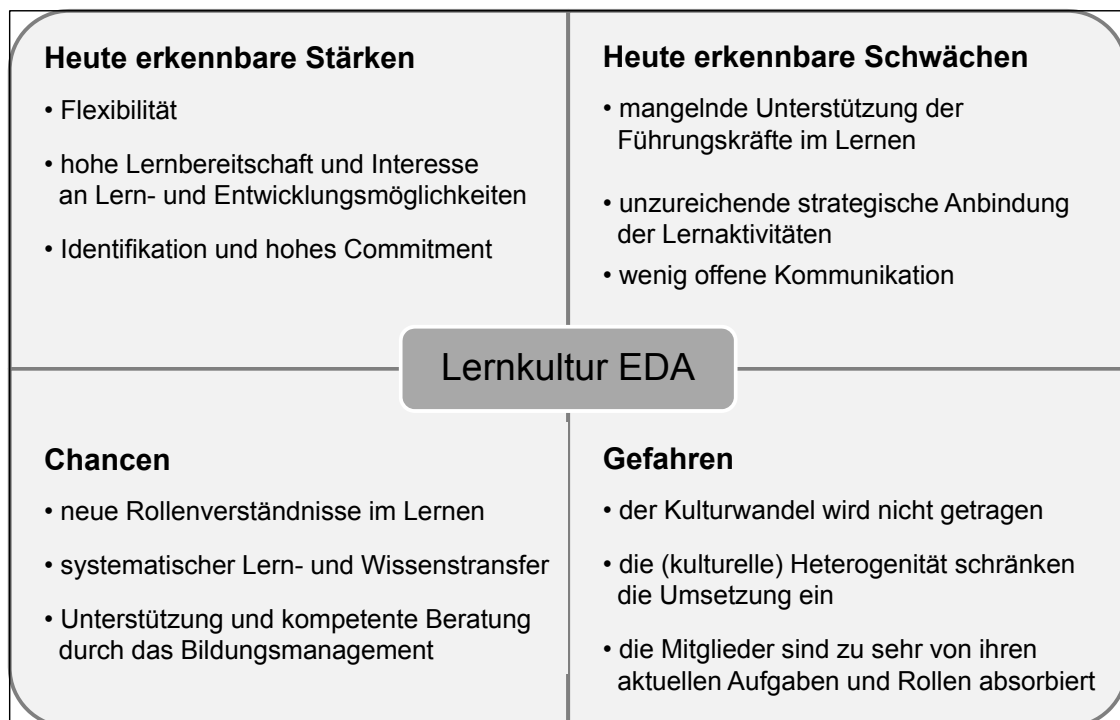 Heute erkennbare Stärken
• Flexibilität
• hohe Lernbereitschaft und Interesse
an Lern- und Entwicklungsmöglichkeiten
• Identifikation und hohes Commitment
Heute erkennbare Schwächen
• mangelnde Unterstützung der
Führungskräfte im Lernen
• unzureichende strategische Anbindung
der Lernaktivitäten
• wenig offene Kommunikation
Lernkultur EDA
Chancen
• neue Rollenverständnisse im Lernen
• systematischer Lern- und Wissenstransfer
• Unterstützung und kompetente Beratung
durch das Bildungsmanagement
Gefahren
• der Kulturwandel wird nicht getragen
• die (kulturelle) Heterogenität schränken
die Umsetzung ein
• die Mitglieder sind zu sehr von ihren
aktuellen Aufgaben und Rollen absorbiert